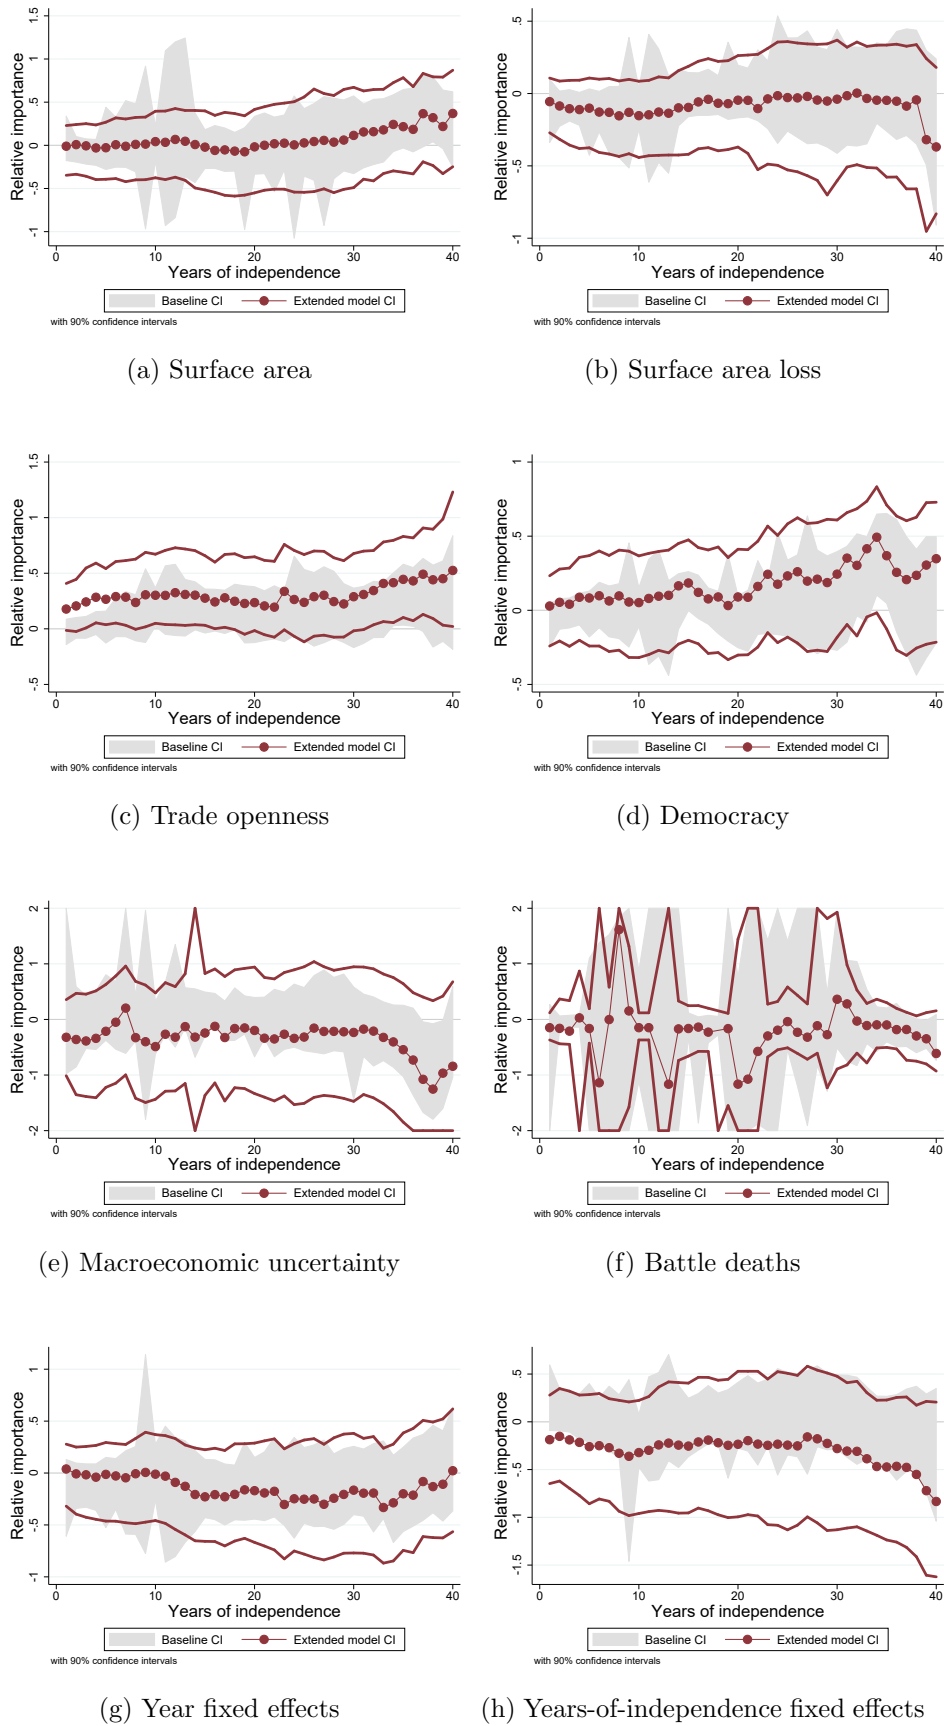 1.5
1
.5
0
-.5
-1
Relative importance
0 10 20 30 40
Years of independence
Baseline CI Extended model CI
with 90% confidence intervals
(a) Surface area
.5
0
-.5
-1
Relative importance
0 10 20 30 40
Years of independence
Baseline CI Extended model CI
with 90% confidence intervals
(b) Surface area loss
1.5
1
.5
0
-.5
Relative importance
0 10 20 30 40
Years of independence
Baseline CI Extended model CI
with 90% confidence intervals
(c) Trade openness
1
.5
0
-.5
Relative importance
0 10 20 30 40
Years of independence
Baseline CI Extended model CI
with 90% confidence intervals
(d) Democracy
2
1
0
-1
-2
Relative importance
0 10 20 30 40
Years of independence
Baseline CI Extended model CI
with 90% confidence intervals
(e) Macroeconomic uncertainty
2
1
0
-1
-2
Relative importance
0 10 20 30 40
Years of independence
Baseline CI Extended model CI
with 90% confidence intervals
(f) Battle deaths
1
.5
0
-.5
-1
Relative importance
0 10 20 30 40
Years of independence
Baseline CI Extended model CI
with 90% confidence intervals
(g) Year fixed effects
.5
0
-.5
-1
-1.5
Relative importance
0 10 20 30 40
Years of independence
Baseline CI Extended model CI
with 90% confidence intervals
(h) Years-of-independence fixed effects